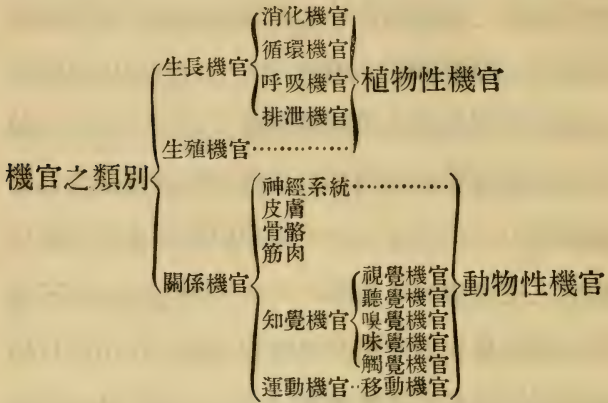 機官之類別
生長機官
消化機官
循環機官
呼吸機官
排泄機官
生殖機官
植物性機官
關係機官
神經系統
皮膚
骨骼
筋肉
知覺機官
視覺機官
聽覺機官
嗅覺機官
味覺機官
觸覺機官
運動機官
移動機官
動物性機官